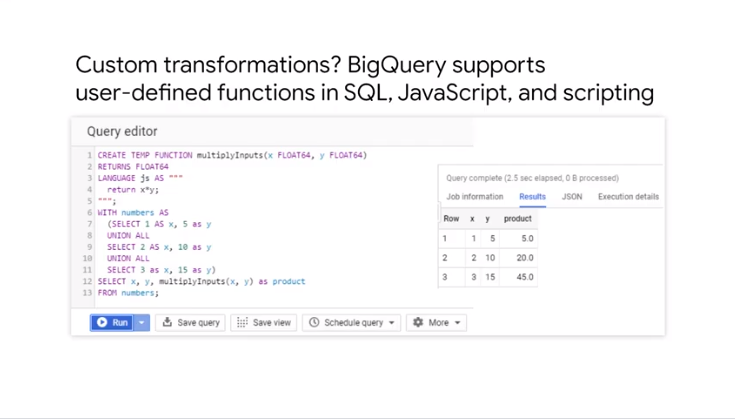 Custom transformations? BigQuery supports
user-defined functions in SQL, JavaScript, and scripting
Query editor
1 CREATE TEMP FUNCTION multiplyInputs(x FLOAT64, y FLOAT64)
2 RETURNS FLOAT64
3 LANGUAGE js AS """
4 return x*y;
5 """;
6 WITH numbers AS
7 (SELECT 1 AS x, 5 as y
8 UNION ALL
9 SELECT 2 AS x, 10 as y
10 UNION ALL
11 SELECT 3 as x, 15 as y)
12 SELECT x, y, multiplyInputs(x, y) as product
13 FROM numbers;
Run Save query Save view Schedule query More
Query complete (2.5 sec elapsed, 0 B processed)
Job information Results JSON Execution details
Row x y product
1 1 5 5.0
2 2 10 20.0
3 3 15 45.0